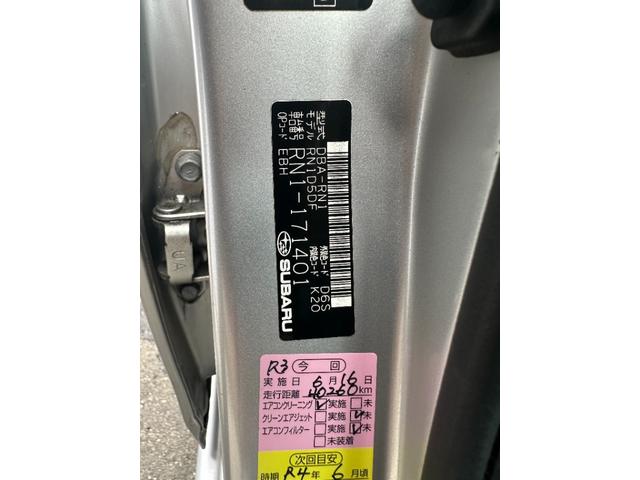 型式 DBA-RN1
モデル RN1D5DF 外装色コード D6S
車台番号 RN1-171401 内装色コード K20
OPコード EBH
SUBARU
UA
R3 今回
実施日 6月16日
走行距離 40260km
エアコンクリーニング 実施 未
クリーンエアジェット 実施 未
エアコンフィルター 実施 未
未装着
次回目安
時期 R4年 6月頃